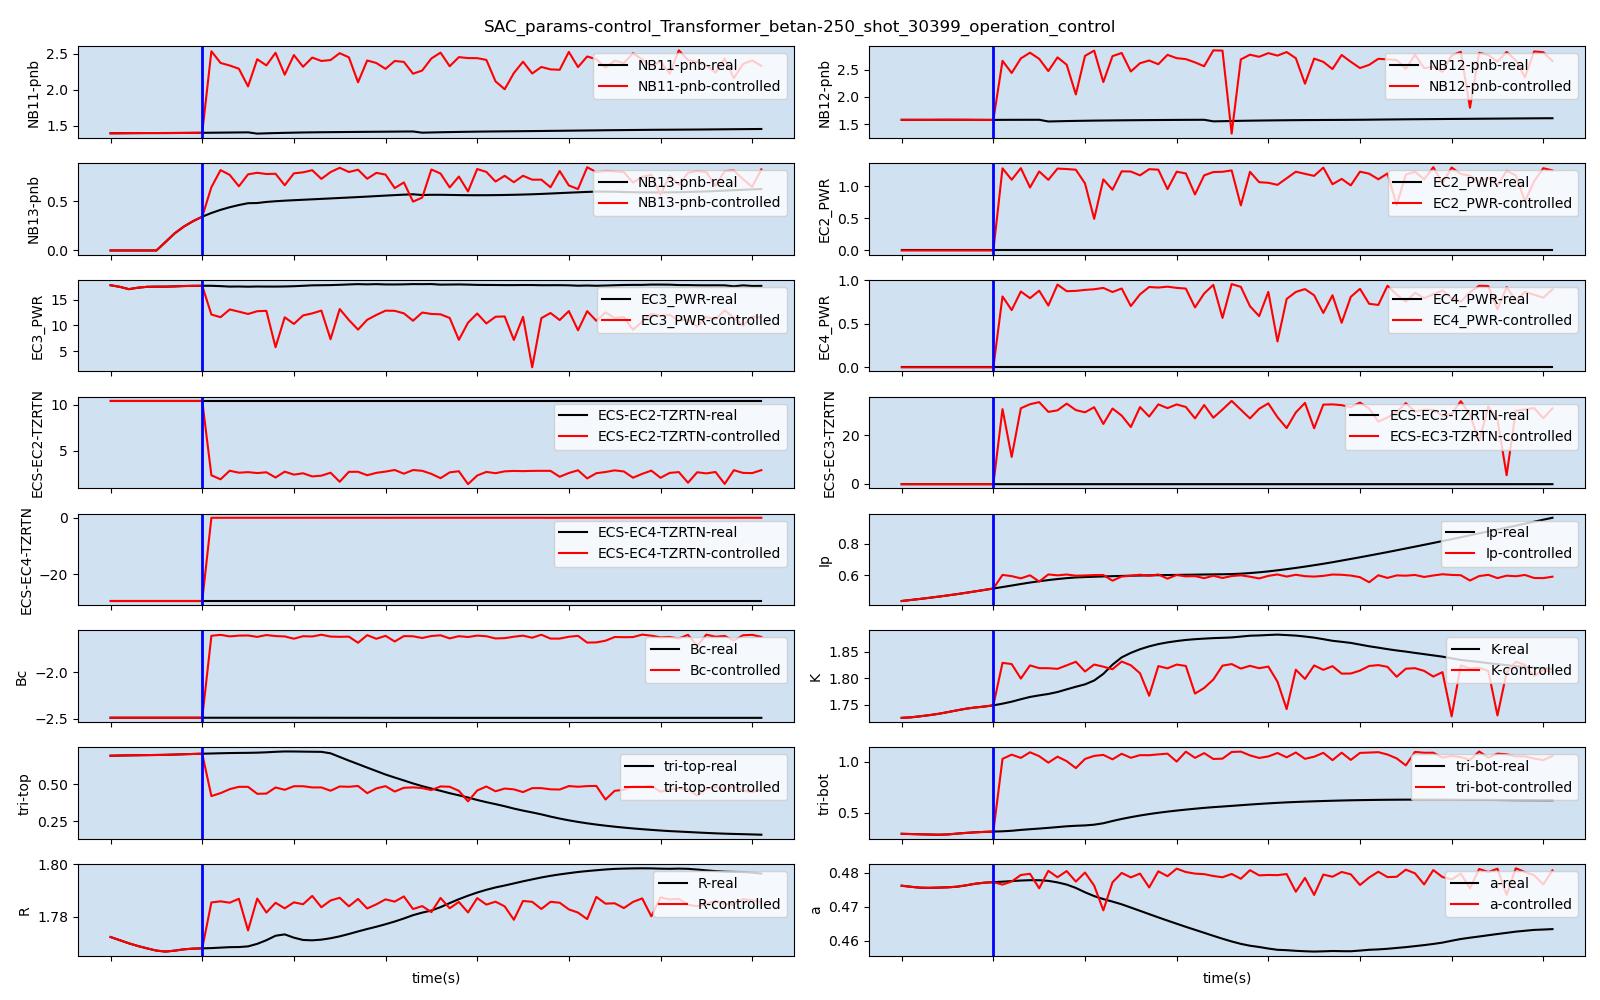 SAC_params-control_Transformer_betan-250_shot_30399_operation_control
NB11-pnb
2.5
2.0
1.5
NB11-pnb-real
NB11-pnb-controlled
NB12-pnb
2.5
2.0
1.5
NB12-pnb-real
NB12-pnb-controlled
NB13-pnb
0.5
0.0
NB13-pnb-real
NB13-pnb-controlled
EC2_PWR
1.0
0.5
0.0
EC2_PWR-real
EC2_PWR-controlled
EC3_PWR
15
10
5
EC3_PWR-real
EC3_PWR-controlled
EC4_PWR
1.0
0.5
0.0
EC4_PWR-real
EC4_PWR-controlled
ECS-EC2-TZRTN
10
5
ECS-EC2-TZRTN-real
ECS-EC2-TZRTN-controlled
ECS-EC3-TZRTN
20
0
ECS-EC3-TZRTN-real
ECS-EC3-TZRTN-controlled
ECS-EC4-TZRTN
0
−20
ECS-EC4-TZRTN-real
ECS-EC4-TZRTN-controlled
Ip
0.8
0.6
Ip-real
Ip-controlled
Bc
−2.0
−2.5
Bc-real
Bc-controlled
K
1.85
1.80
1.75
K-real
K-controlled
tri-top
0.50
0.25
tri-top-real
tri-top-controlled
tri-bot
1.0
0.5
tri-bot-real
tri-bot-controlled
R
1.80
1.78
R-real
R-controlled
time(s)
a
0.48
0.47
0.46
a-real
a-controlled
time(s)